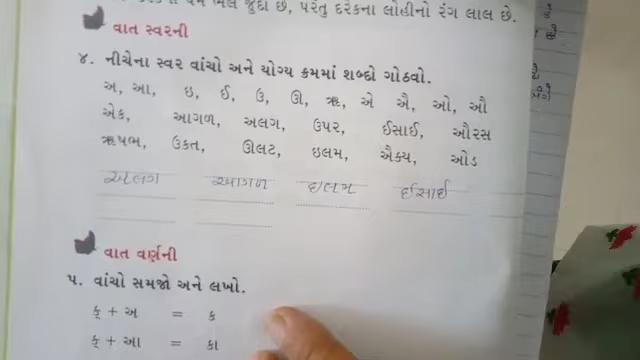 જુદા છે, પરંતુ દરેકના લોહીનો રંગ લાલ છે.
વાત સ્વરની
૪. નીચેના સ્વર વાંચો અને યોગ્ય ક્રમમાં શબ્દો ગોઠવો.
અ, આ, ઇ, ઈ, ઉ, ઊ, ઋ, એ ઐ, ઓ, ઔ
એક, આગળ, અલગ, ઉપર, ઈસાઈ, ઔરસ
ઋષભ, ઉકત, ઊલટ, ઇલમ, ઐક્ય, ઓડ
અલગ આગળ ઇલમ ઈસાઈ
વાત વર્ણની
૫. વાંચો સમજો અને લખો.
ક્ + અ = ક
ક્ + આ = કા